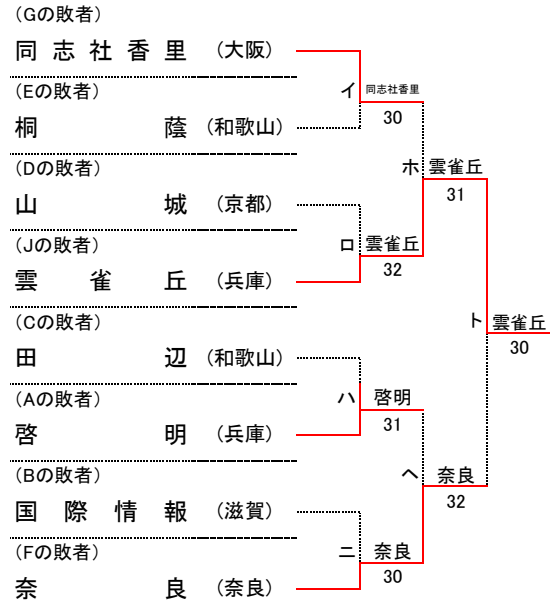 (Gの敗者)
同志社香里 (大阪)
(Eの敗者)
イ 同志社香里
30
桐蔭 (和歌山)
(Dの敗者)
ホ 雲雀丘
31
山城 (京都)
(Jの敗者)
ロ 雲雀丘
32
雲雀丘 (兵庫)
(Cの敗者)
ト 雲雀丘
30
田辺 (和歌山)
(Aの敗者)
ハ 啓明
31
啓明 (兵庫)
(Bの敗者)
ヘ 奈良
32
国際情報 (滋賀)
(Fの敗者)
ニ 奈良
30
奈良 (奈良)